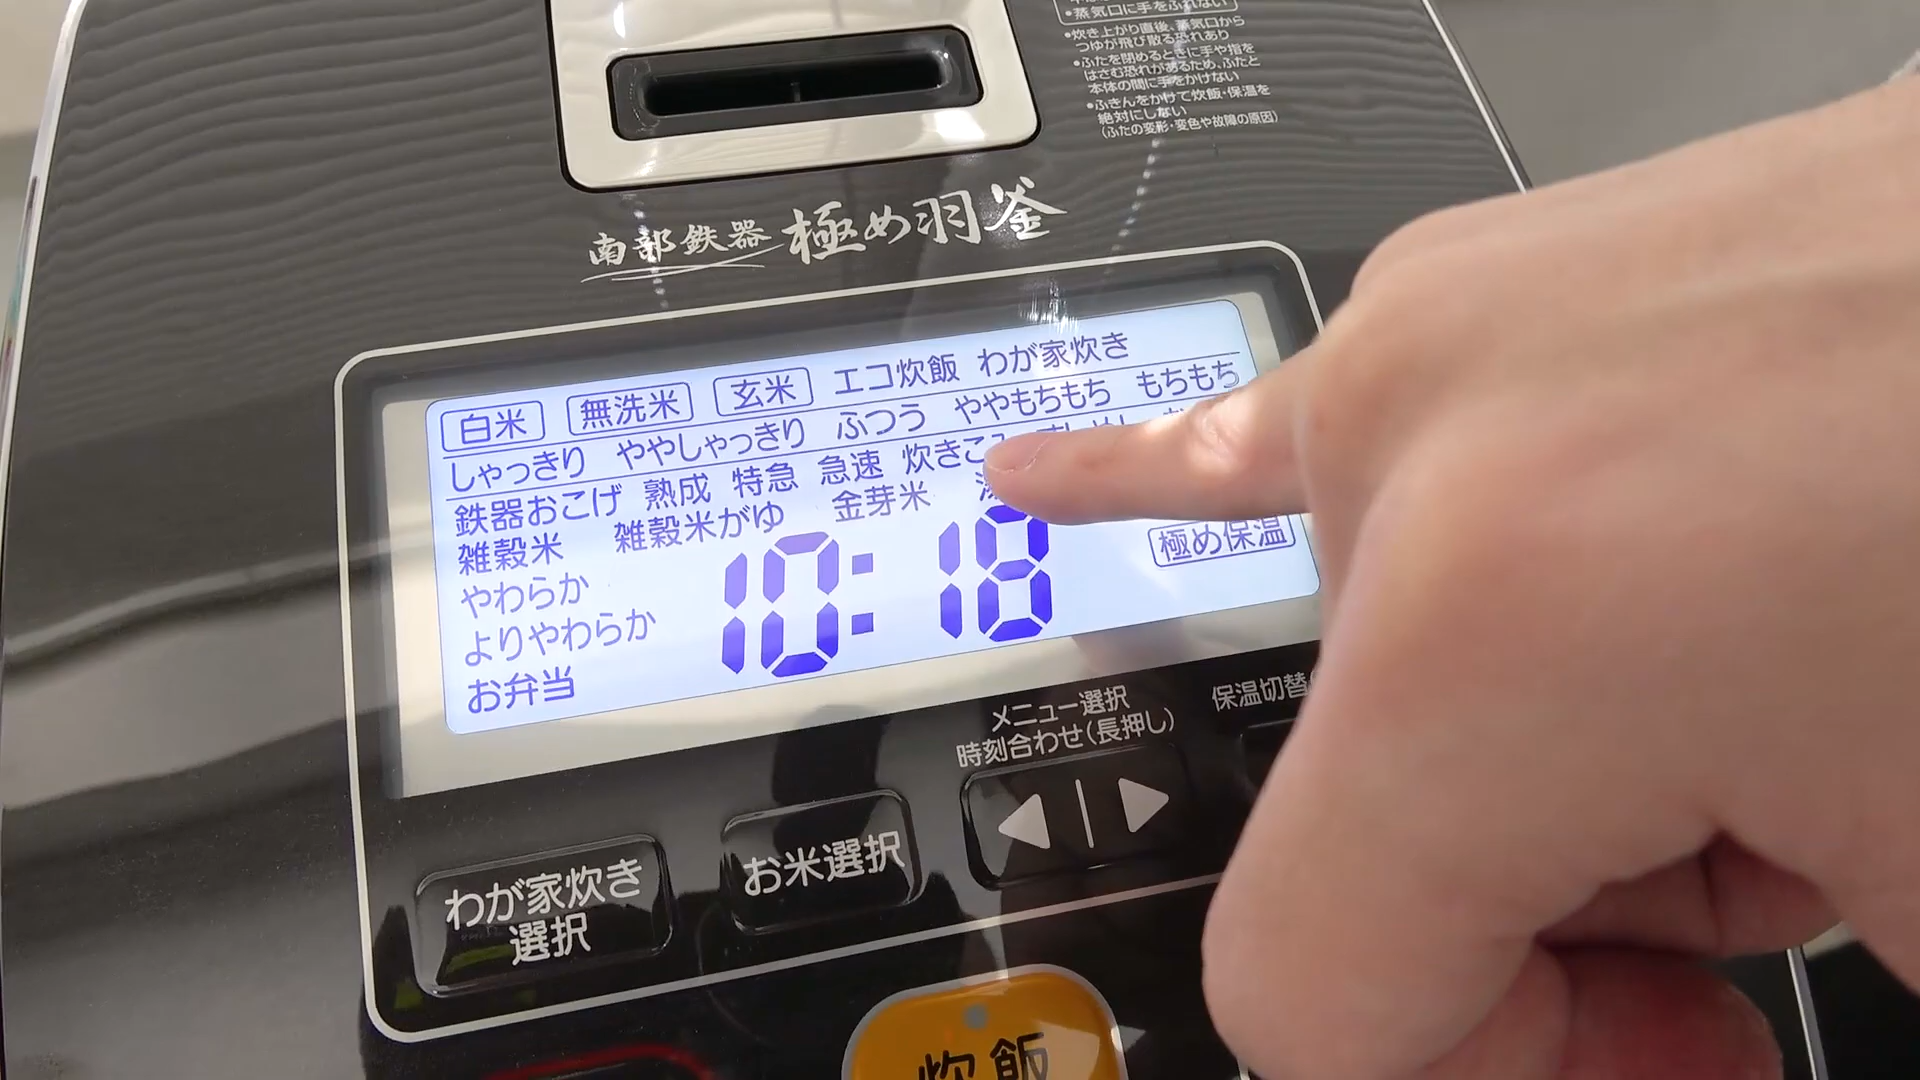 ・蒸気口に手をふれない
・炊き上がり直後、蒸気口から
つゆが飛び散る恐れあり
・ふたを閉めるときに手や指を
はさむ恐れがあるため、ふたと
本体の間に手をかけない
・ふきんをかけて炊飯・保温を
絶対にしない
(ふたの変形・変色や故障の原因)
南部鉄器 極め羽釜
白米 無洗米 玄米 エコ炊飯 わが家炊き
しゃっきり ややしゃっきり ふつう ややもちもち もちもち
鉄器おこげ 熟成 特急 急速 炊きこ
雑穀米 雑穀米がゆ 金芽米
やわらか
よりやわらか
お弁当
10:18
極め保温
メニュー選択
時刻合わせ(長押し)
保温切替
わが家炊き
選択
お米選択
炊飯